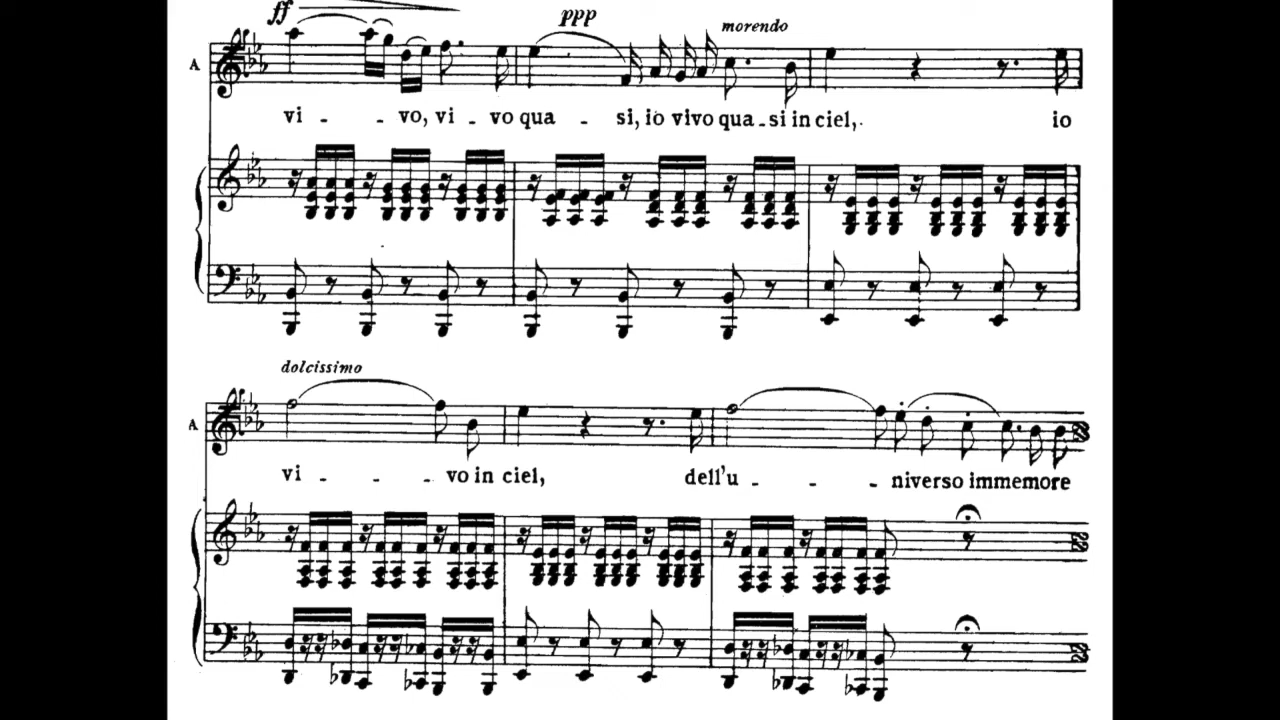 ff ppp morendo
A
vi - - vo, vi - vo qua - si, io vivo qua - si in ciel, io
dolcissimo
A
vi - - - vo in ciel, dell'u - - - niverso immemore